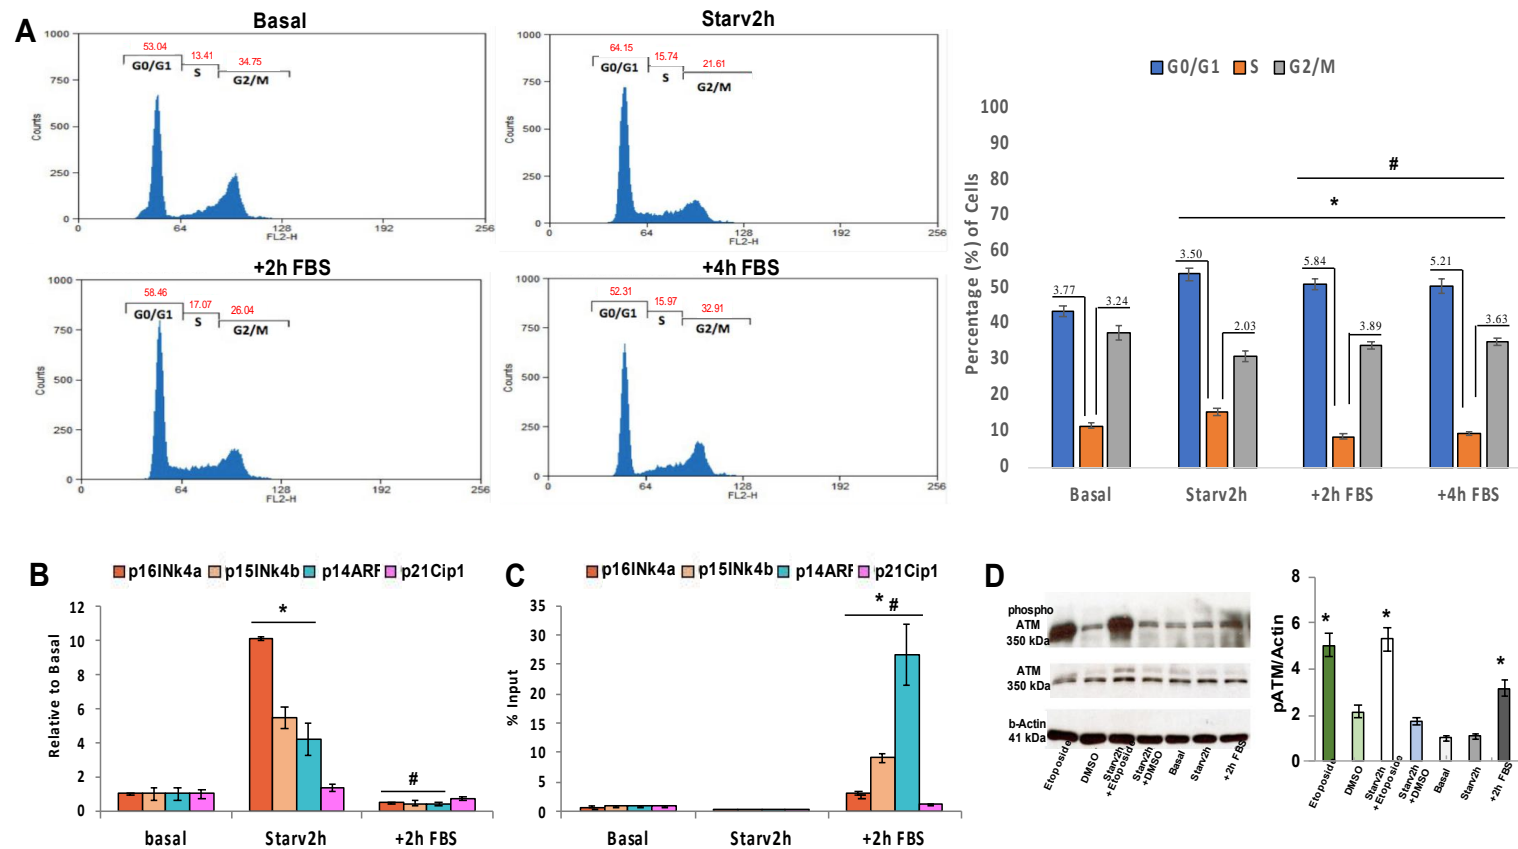 A
Basal
1000
750
500
250
0
Counts
53.04
13.41
34.75
G0/G1
S
G2/M
0
64
128
192
256
FL2-H
Starv2h
1000
750
500
250
0
Counts
64.15
15.74
21.61
G0/G1
S
G2/M
0
64
128
192
256
FL2-H
+2h FBS
1000
750
500
250
0
Counts
58.46
17.07
26.04
G0/G1
S
G2/M
0
64
128
192
256
FL2-H
+4h FBS
1000
750
500
250
0
Counts
52.31
15.97
32.91
G0/G1
S
G2/M
0
64
128
192
256
FL2-H
G0/G1 S G2/M
Percentage (%) of Cells
100
90
80
70
60
50
40
30
20
10
0
#
*
3.77
3.24
3.50
2.03
5.84
3.89
5.21
3.63
Basal
Starv2h
+2h FBS
+4h FBS
B
p16INk4a p15INk4b p14ARF p21Cip1
Relative to Basal
12
10
8
6
4
2
0
*
#
basal
Starv2h
+2h FBS
C
p16INk4a p15INk4b p14ARF p21Cip1
% Input
35
30
25
20
15
10
5
0
* #
Basal
Starv2h
+2h FBS
D
phospho
ATM
350 kDa
ATM
350 kDa
b-Actin
41 kDa
Etoposide
DMSO
Starv2h
+Etoposide
Starv2h
+DMSO
Basal
Starv2h
+2h FBS
pATM/Actin
8
6
4
2
0
*
*
*
Etoposide
DMSO
Starv2h
+Etoposide
Starv2h
+DMSO
Basal
Starv2h
+2h FBS